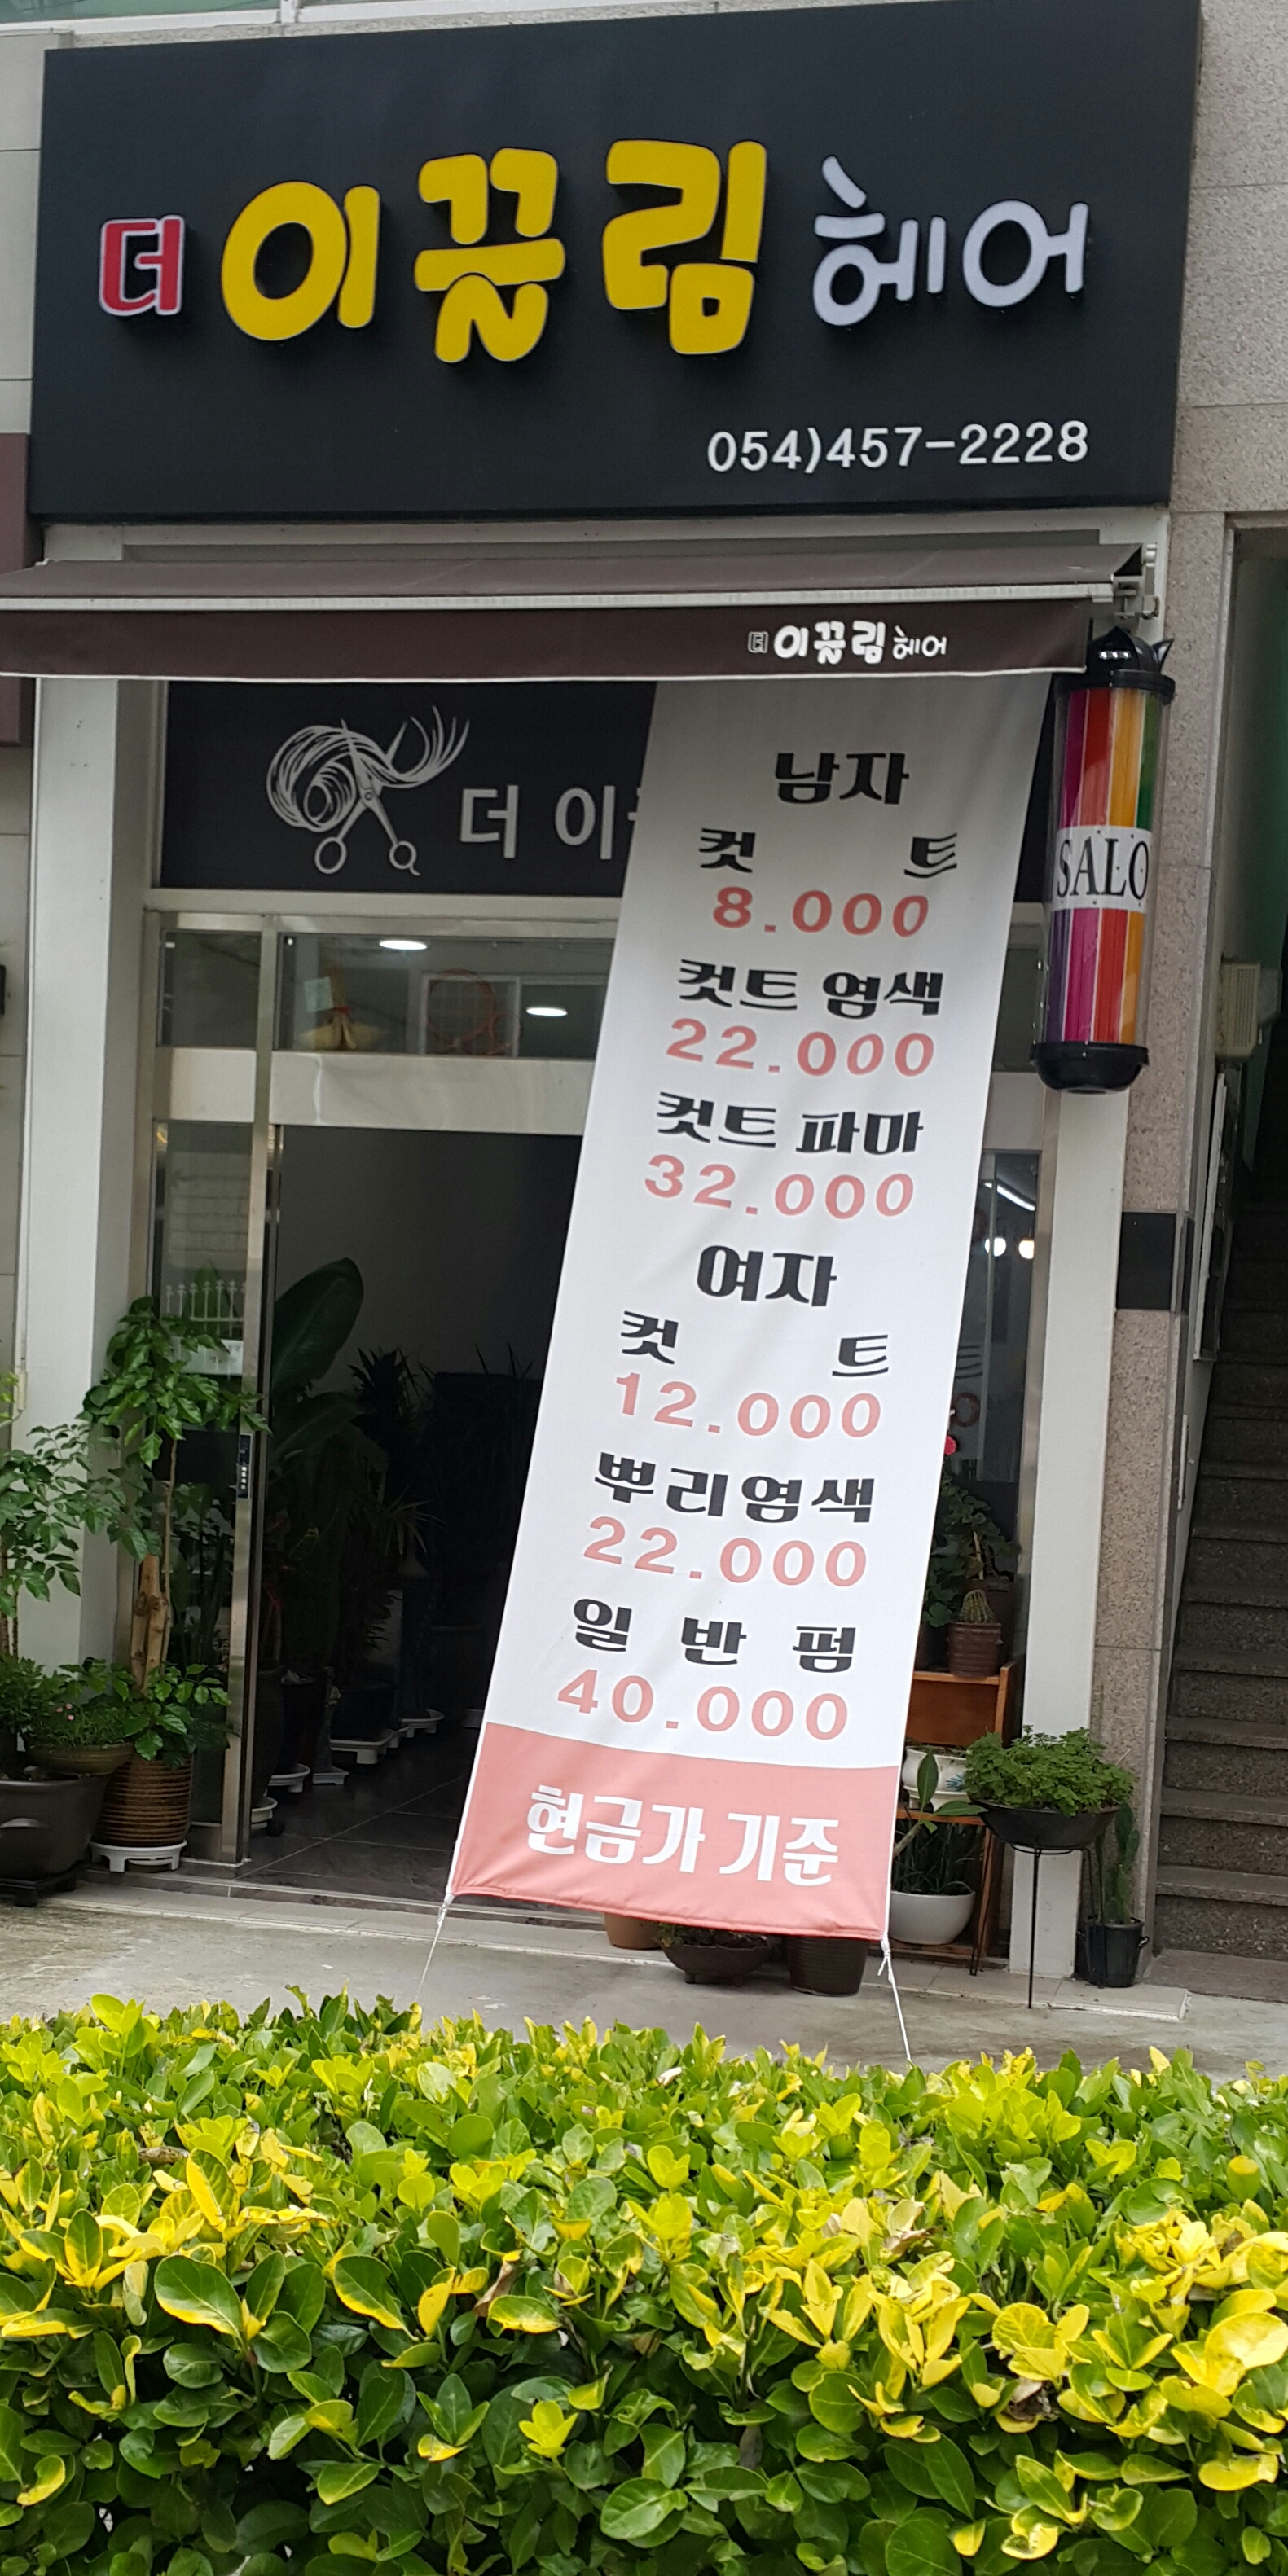 더 이끌림 헤어
054)457-2228
더 이끌림 헤어
더 이
SALO
남자
컷 트
8.000
컷트 염색
22.000
컷트 파마
32.000
여자
컷 트
12.000
뿌리염색
22.000
일 반 펌
40.000
현금가 기준